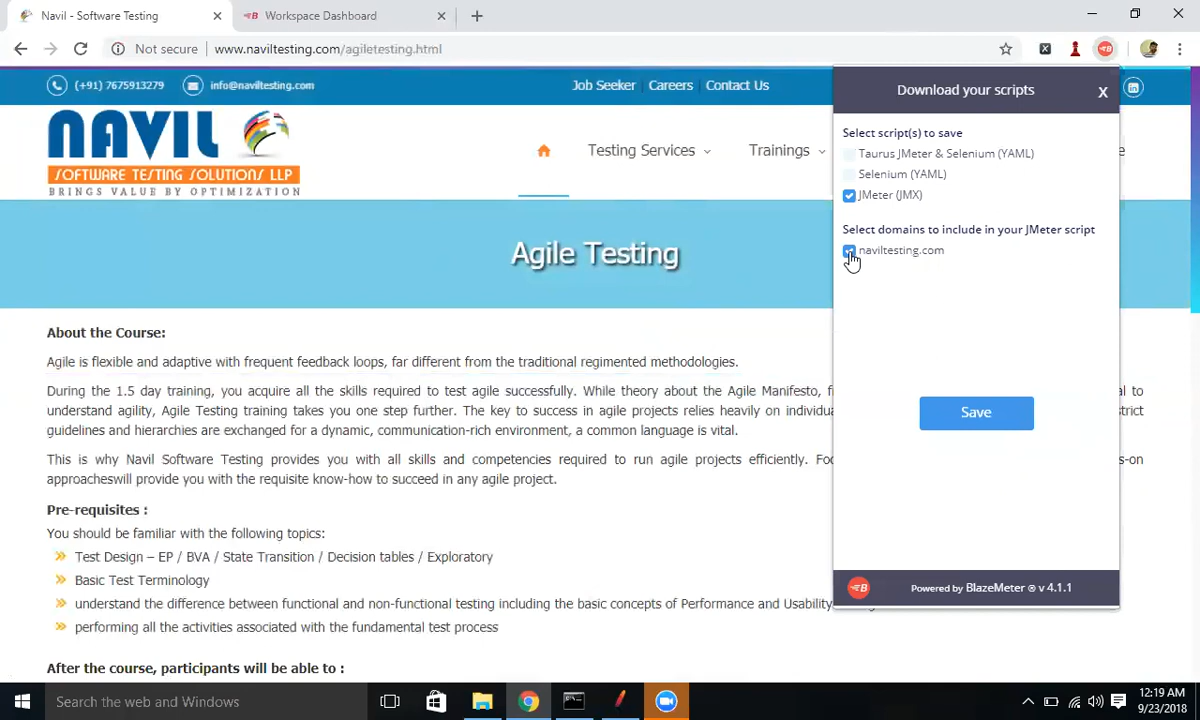 Navil - Software Testing
Workspace Dashboard
Not secure
www.naviltesting.com/agiletesting.html
(+91) 7675913279
info@naviltesting.com
Job Seeker
Careers
Contact Us
NAVIL
SOFTWARE TESTING SOLUTIONS LLP
BRINGS VALUE BY OPTIMIZATION
Testing Services
Trainings
Agile Testing
About the Course:
Agile is flexible and adaptive with frequent feedback loops, far different from the traditional regimented methodologies.
During the 1.5 day training, you acquire all the skills required to test agile successfully. While theory about the Agile Manifesto,
understand agility, Agile Testing training takes you one step further. The key to success in agile projects relies heavily on
guidelines and hierarchies are exchanged for a dynamic, communication-rich environment, a common language is vital.
This is why Navil Software Testing provides you with all skills and competencies required to run agile projects efficiently.
approacheswill provide you with the requisite know-how to succeed in any agile project.
Pre-requisites :
You should be familiar with the following topics:
Test Design – EP / BVA / State Transition / Decision tables / Exploratory
Basic Test Terminology
understand the difference between functional and non-functional testing including the basic concepts of Performance and Usability
performing all the activities associated with the fundamental test process
After the course, participants will be able to :
Download your scripts
X
Select script(s) to save
Taurus JMeter & Selenium (YAML)
Selenium (YAML)
JMeter (JMX)
Select domains to include in your JMeter script
naviltesting.com
Save
Powered by BlazeMeter ® v 4.1.1
Search the web and Windows
12:19 AM
9/23/2018